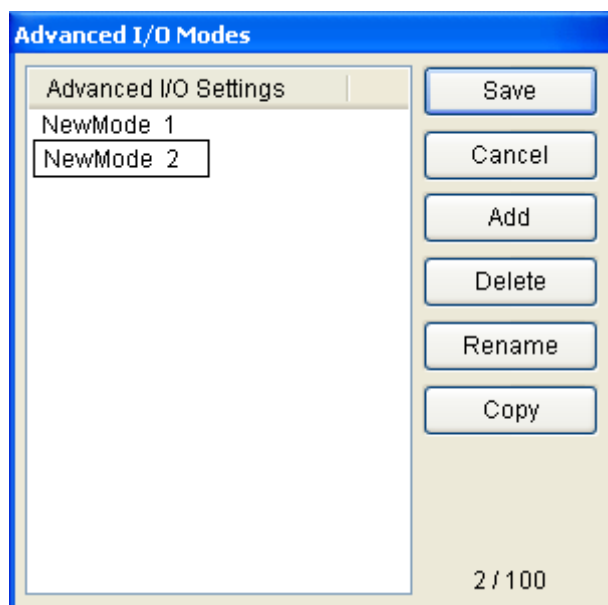 Advanced I/O Modes
Advanced I/O Settings
NewMode 1
NewMode 2
Save
Cancel
Add
Delete
Rename
Copy
2 / 100